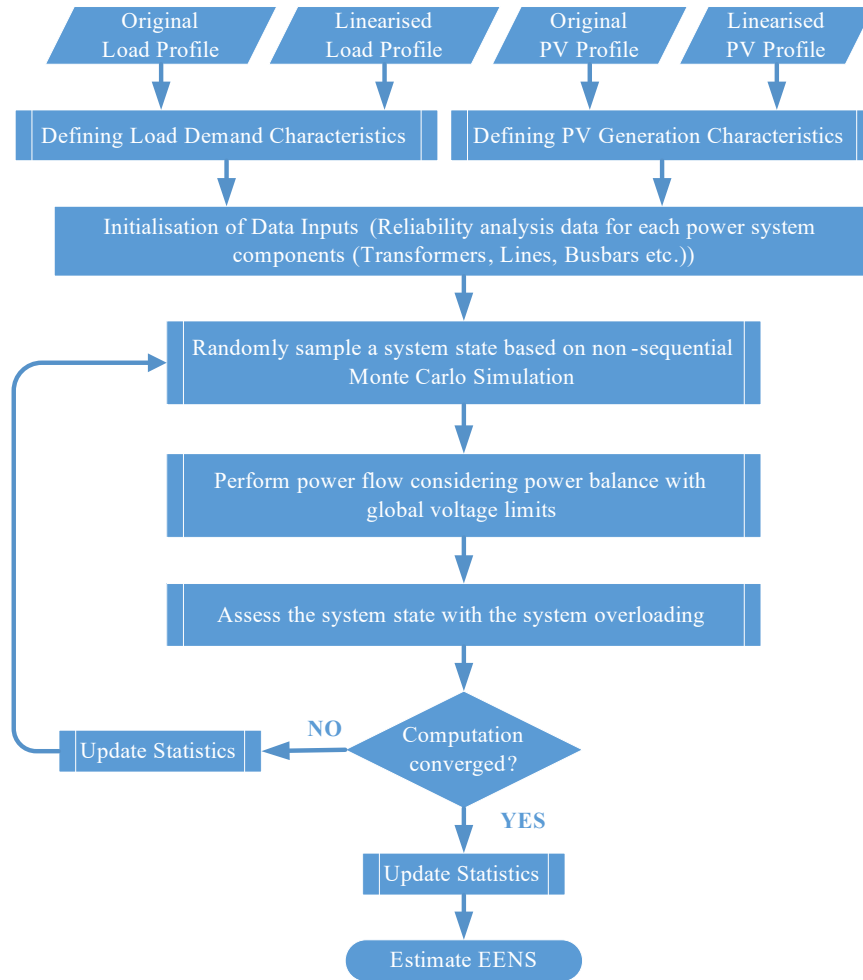 Original
Load Profile
Linearised
Load Profile
Original
PV Profile
Linearised
PV Profile
Defining Load Demand Characteristics
Defining PV Generation Characteristics
Initialisation of Data Inputs (Reliability analysis data for each power system
components (Transformers, Lines, Busbars etc.))
Randomly sample a system state based on non-sequential
Monte Carlo Simulation
Perform power flow considering power balance with
global voltage limits
Assess the system state with the system overloading
Computation
converged?
NO
Update Statistics
YES
Update Statistics
Estimate EENS